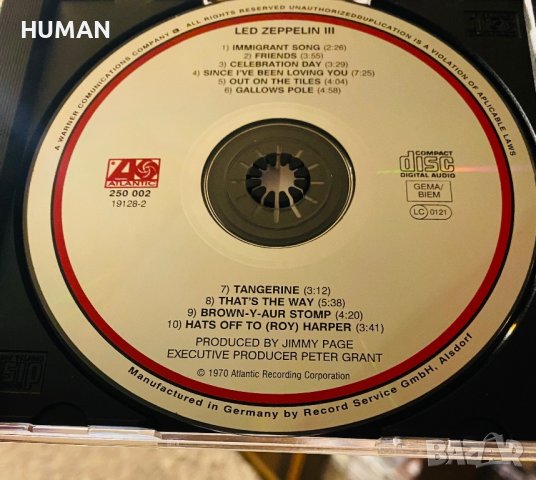 HUMAN
A WARNER COMUNICATIONS COMPANY ALL RIGHTS RESERVED UNAUTHORIZED DUPLICATION IS A VIOLATION OF APLICABLE LAWS
LED ZEPPELIN III
1) IMMIGRANT SONG (2:26)
2) FRIENDS (3:55)
3) CELEBRATION DAY (3:29)
4) SINCE I'VE BEEN LOVING YOU (7:25)
5) OUT ON THE TILES (4:04)
6) GALLOWS POLE (4:58)
ATLANTIC
250 002
19128-2
COMPACT
disc
DIGITAL AUDIO
GEMA/
BIEM
LC 0121
7) TANGERINE (3:12)
8) THAT'S THE WAY (5:38)
9) BROWN-Y-AUR STOMP (4:20)
10) HATS OFF TO (ROY) HARPER (3:41)
PRODUCED BY JIMMY PAGE
EXECUTIVE PRODUCER PETER GRANT
© 1970 Atlantic Recording Corporation
Manufactured in Germany by Record Service GmbH, Alsdorf
BAZAR